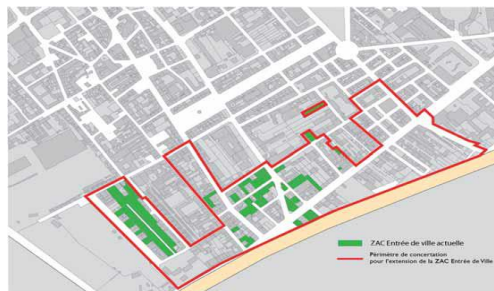 ZAC Entrée de ville actuelle
Périmètre de concertation
pour l'extension de la ZAC Entrée de Ville